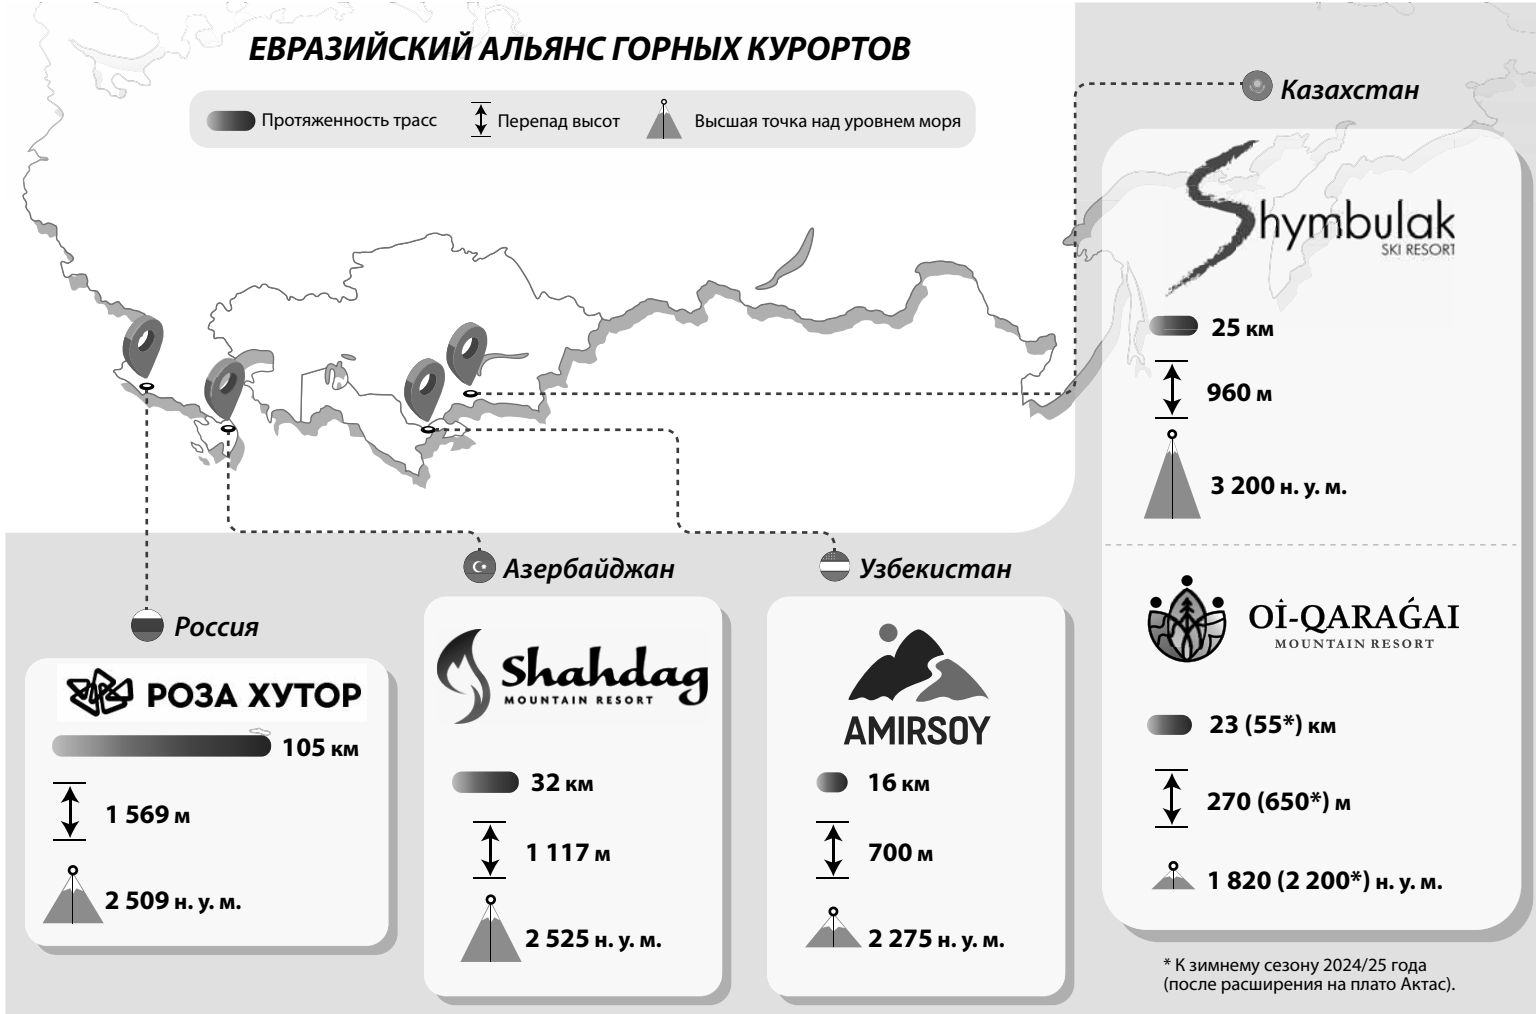 ЕВРАЗИЙСКИЙ АЛЬЯНС ГОРНЫХ КУРОРТОВ
Протяженность трасс
Перепад высот
Высшая точка над уровнем моря
Россия
РОЗА ХУТОР
105 км
1 569 м
2 509 н. у. м.
Азербайджан
Shahdag
MOUNTAIN RESORT
32 км
1 117 м
2 525 н. у. м.
Узбекистан
AMIRSOY
16 км
700 м
2 275 н. у. м.
Казахстан
Shymbulak
SKI RESORT
25 км
960 м
3 200 н. у. м.
OI-QARAǴAI
MOUNTAIN RESORT
23 (55*) км
270 (650*) м
1 820 (2 200*) н. у. м.
* К зимнему сезону 2024/25 года
(после расширения на плато Актас).